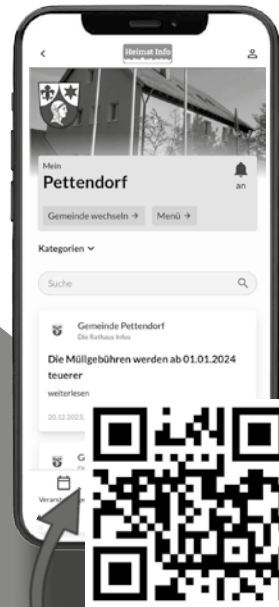 Heimat Info
Mein
Pettendorf
an
Gemeinde wechseln → Menü →
Kategorien
Suche
Gemeinde Pettendorf
Die Rathaus Infos
Die Müllgebühren werden ab 01.01.2024
teuerer
weiterlesen
20.12.2023,
G